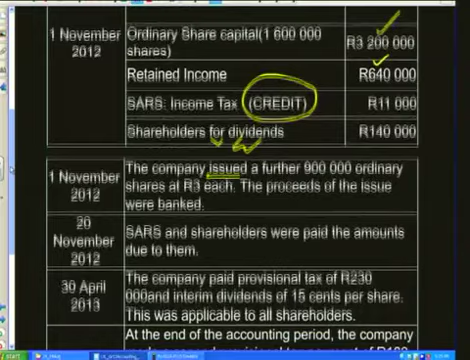 1 November
2012
Ordinary Share capital(1 600 000
shares)
R3 200 000
Retained Income
R640 000
SARS: Income Tax (CREDIT)
R11 000
Shareholders for dividends
R140 000
1 November
2012
The company issued a further 900 000 ordinary
shares at R3 each. The proceeds of the issue
were banked.
20
November
2012
SARS and shareholders were paid the amounts
due to them.
30 April
2013
The company paid provisional tax of R230
000and interim dividends of 15 cents per share.
This was applicable to all shareholders.
At the end of the accounting period, the company
start